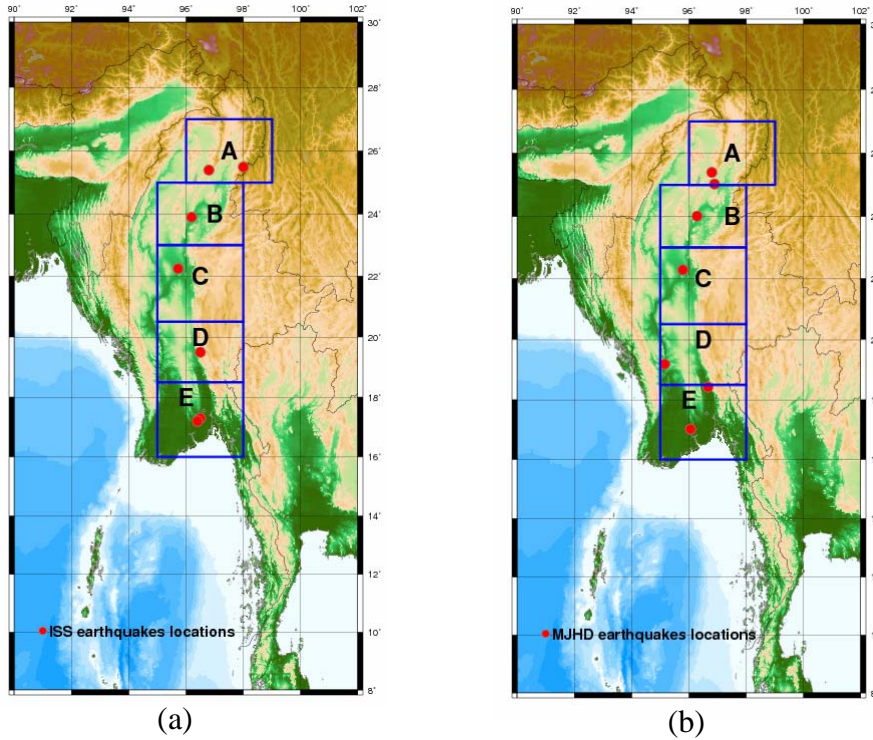 90˚ 92˚ 94˚ 96˚ 98˚ 100˚ 102˚
30˚
28˚
26˚
24˚
22˚
20˚
18˚
16˚
14˚
12˚
10˚
8˚
A
B
C
D
E
ISS earthquakes locations
(a)
90˚ 92˚ 94˚ 96˚ 98˚ 100˚ 102˚
A
B
C
D
E
MJHD earthquakes locations
(b)